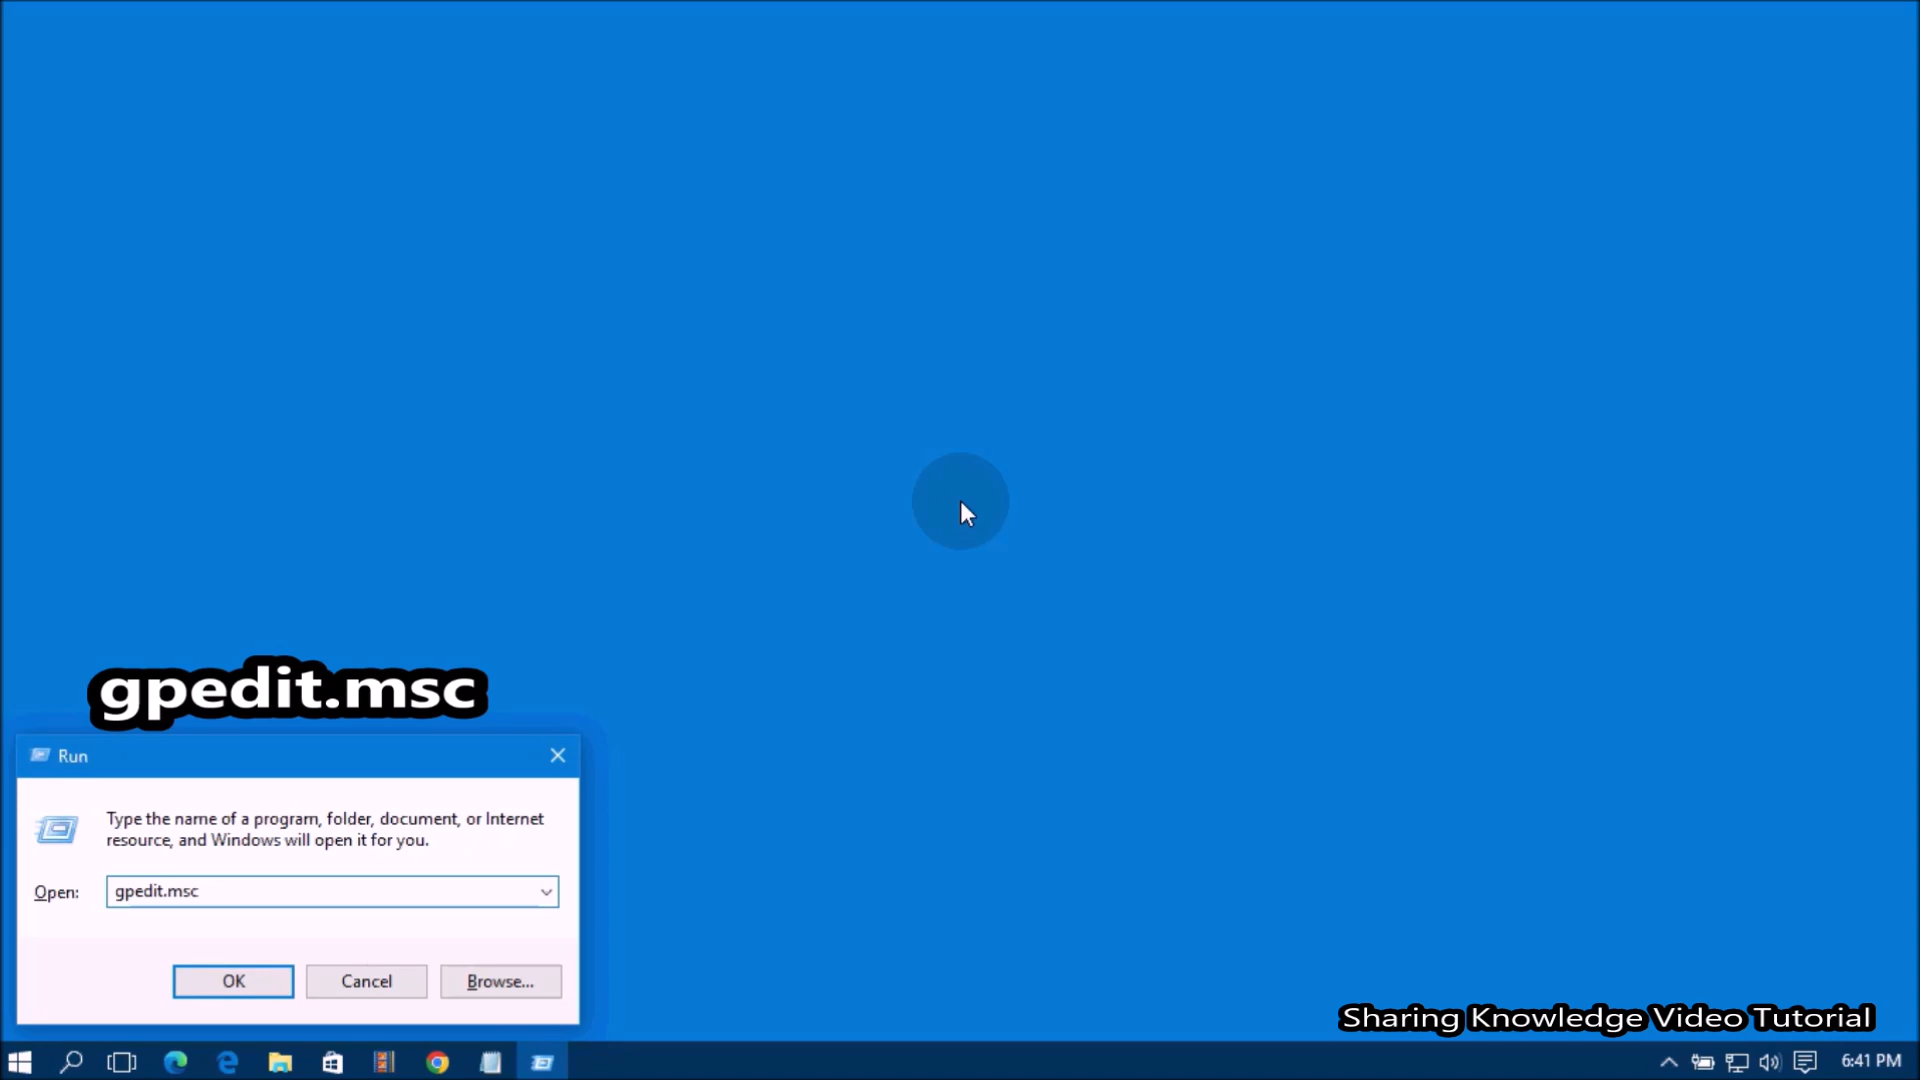 gpedit.msc
Run
Type the name of a program, folder, document, or Internet
resource, and Windows will open it for you.
Open:
gpedit.msc
OK
Cancel
Browse...
Sharing Knowledge Video Tutorial
6:41 PM